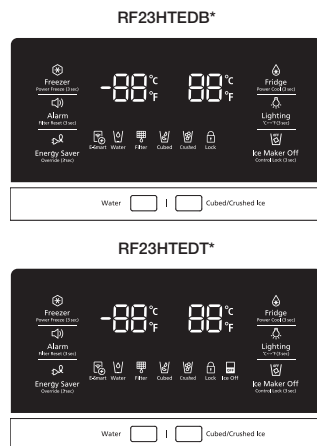 RF23HTEDB*
Freezer
Power Freeze (3 sec)
Alarm
Filter Reset (3 sec)
Energy Saver
Override (3sec)
-88 °C °F
88 °C °F
E-Smart Water Filter Cubed Crushed Lock
Fridge
Power Cool (3 sec)
Lighting
°C↔°F (3 sec)
Ice Maker Off
Control Lock (3 sec)
Water | Cubed/Crushed Ice
RF23HTEDT*
Freezer
Power Freeze (3 sec)
Alarm
Filter Reset (3 sec)
Energy Saver
Override (3sec)
-88 °C °F
88 °C °F
E-Smart Water Filter Cubed Crushed Lock Ice Off
Fridge
Power Cool (3 sec)
Lighting
°C↔°F (3 sec)
Ice Maker Off
Control Lock (3 sec)
Water | Cubed/Crushed Ice